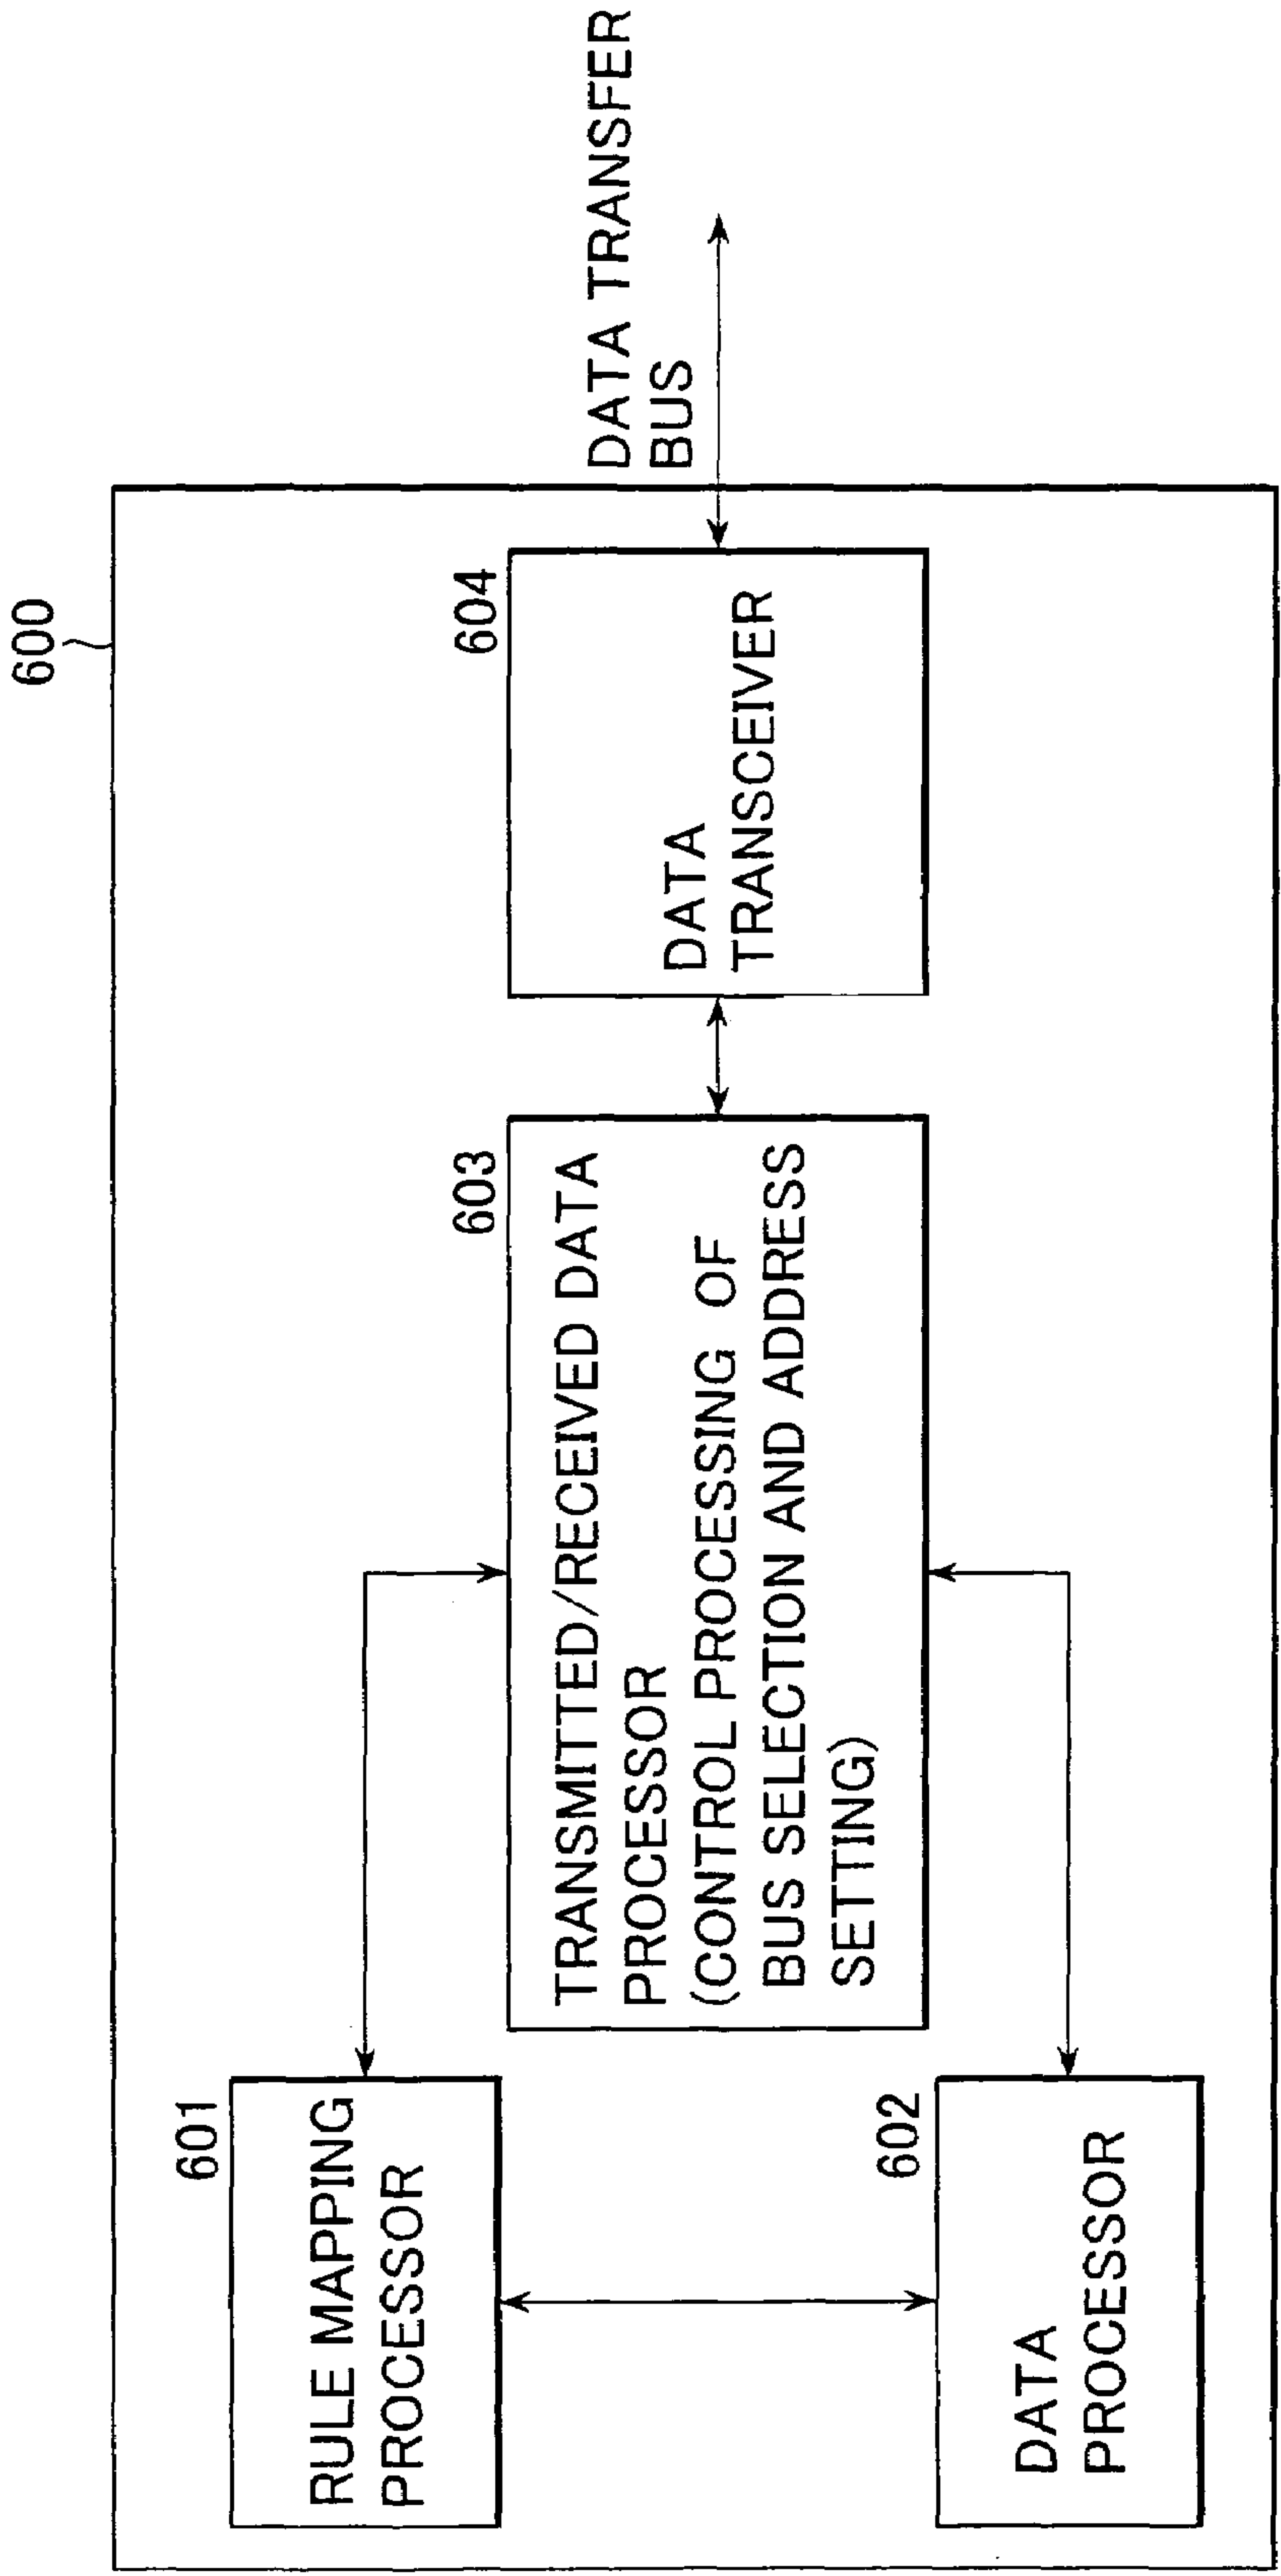 600
601
RULE MAPPING
PROCESSOR
602
DATA
PROCESSOR
603
TRANSMITTED/RECEIVED DATA
PROCESSOR
(CONTROL PROCESSING OF
BUS SELECTION AND ADDRESS
SETTING)
604
DATA
TRANSCEIVER
DATA TRANSFER
BUS